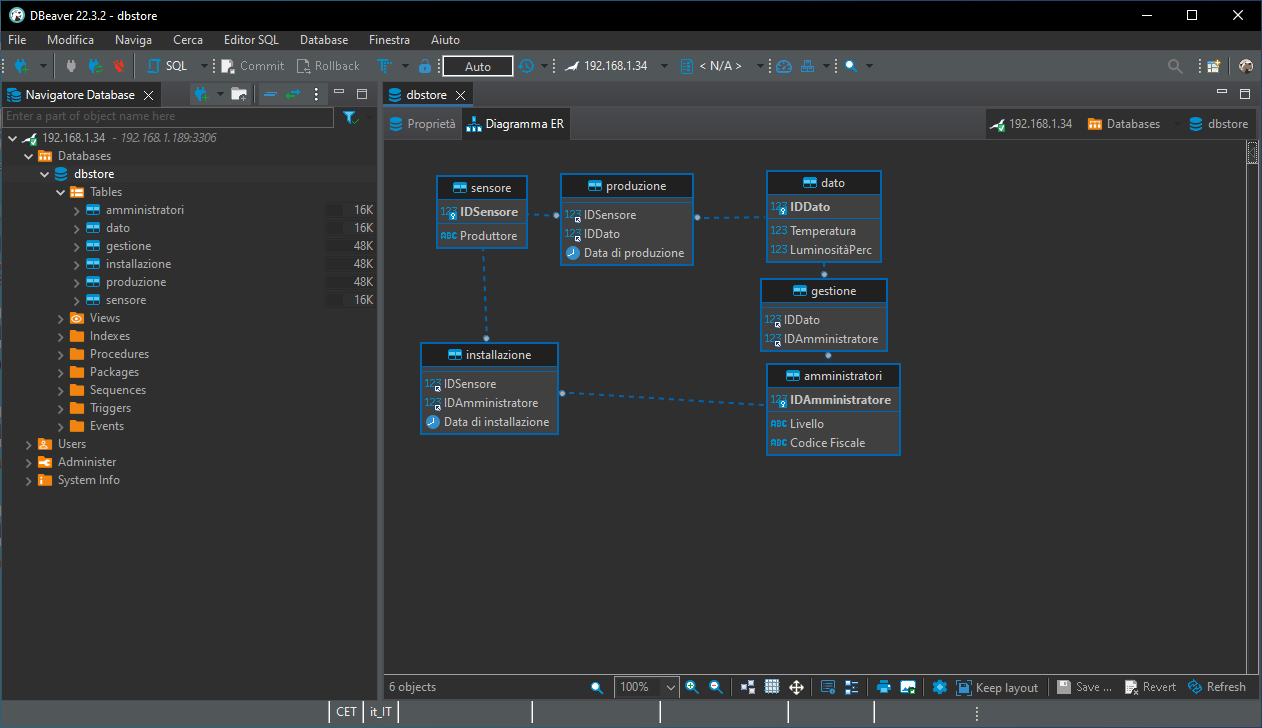 DBeaver 22.3.2 - dbstore
File Modifica Naviga Cerca Editor SQL Database Finestra Aiuto
SQL Commit Rollback Auto 192.168.1.34 < N/A >
Navigatore Database
Enter a part of object name here
192.168.1.34 - 192.168.1.189:3306
Databases
dbstore
Tables
amministratori 16K
dato 16K
gestione 48K
installazione 48K
produzione 48K
sensore 16K
Views
Indexes
Procedures
Packages
Sequences
Triggers
Events
Users
Administer
System Info
dbstore
Proprietà Diagramma ER 192.168.1.34 Databases dbstore
sensore
123 IDSensore
ABC Produttore
produzione
123 IDSensore
123 IDDato
Data di produzione
dato
123 IDDato
123 Temperatura
123 LuminositàPerc
gestione
123 IDDato
123 IDAmministratore
installazione
123 IDSensore
123 IDAmministratore
Data di installazione
amministratori
123 IDAmministratore
ABC Livello
ABC Codice Fiscale
6 objects 100% Keep layout Save ... Revert Refresh
CET it_IT